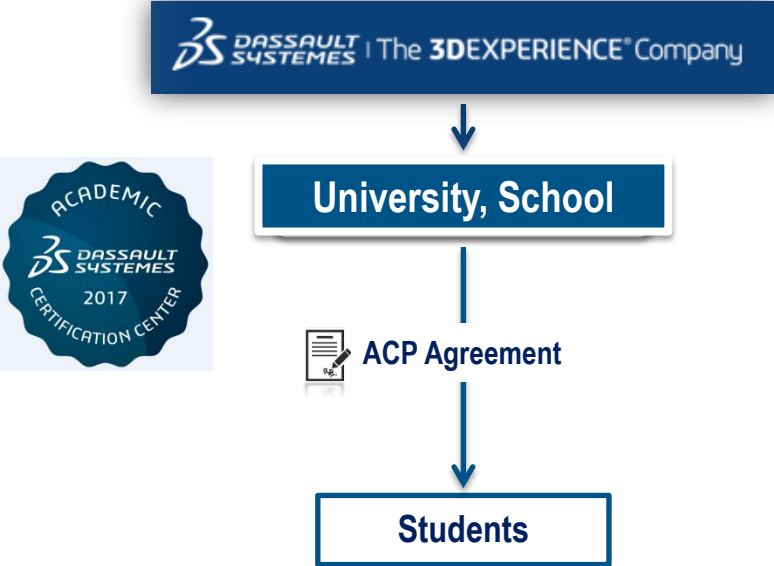 DASSAULT SYSTEMES | The 3DEXPERIENCE® Company
University, School
ACADEMIC
DASSAULT
SYSTEMES
2017
CERTIFICATION CENTER
ACP Agreement
Students